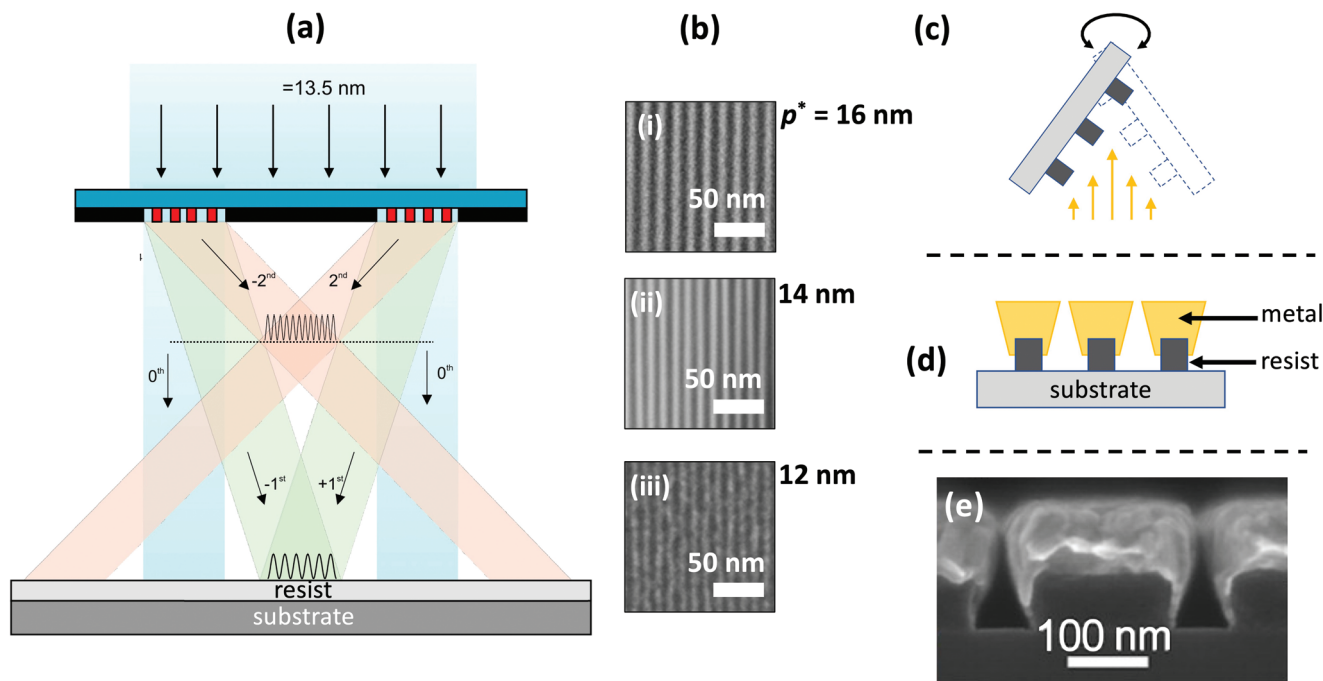 (a)
=13.5 nm
-2nd
2nd
0th
0th
-1st
+1st
resist
substrate
(b)
(i)
p* = 16 nm
50 nm
(ii)
14 nm
50 nm
(iii)
12 nm
50 nm
(c)
(d)
metal
resist
substrate
(e)
100 nm